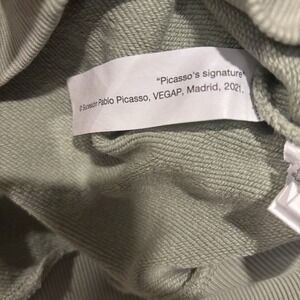 "Picasso's signature"
© Sucesión Pablo Picasso, VEGAP, Madrid, 2021.